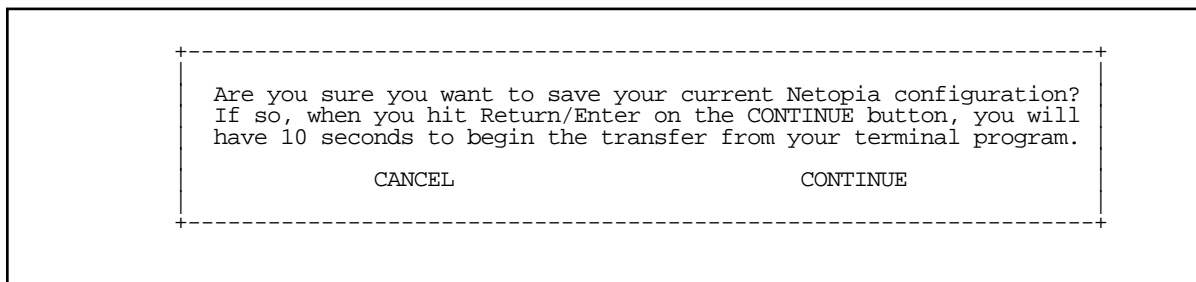 +--------------------------------------------------------------------+
Are you sure you want to save your current Netopia configuration?
If so, when you hit Return/Enter on the CONTINUE button, you will
have 10 seconds to begin the transfer from your terminal program.
CANCEL CONTINUE
+--------------------------------------------------------------------+